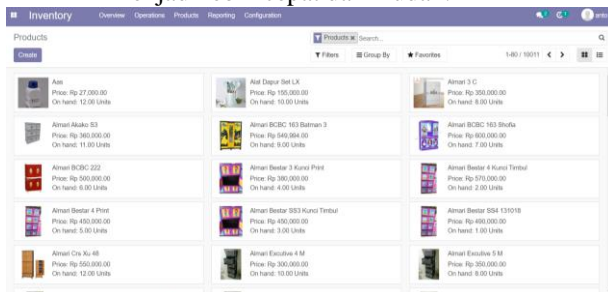 Inventory Overview Operations Products Reporting Configuration
Products
Products × Search...
Create
Filters Group By Favorites 1-80 / 16011
Aas
Price: Rp 27,000.00
On hand: 12.00 Units
Alat Dapur Set LX
Price: Rp 155,000.00
On hand: 10.00 Units
Almari 3 C
Price: Rp 350,000.00
On hand: 8.00 Units
Almari Akako S3
Price: Rp 360,000.00
On hand: 11.00 Units
Almari BCBC 163 Batman 3
Price: Rp 849,984.00
On hand: 9.00 Units
Almari BCBC 163 Shofia
Price: Rp 600,000.00
On hand: 7.00 Units
Almari BCBC 222
Price: Rp 500,000.00
On hand: 6.00 Units
Almari Bestar 3 Kunci Print
Price: Rp 380,000.00
On hand: 4.00 Units
Almari Bestar 4 Kunci Timbul
Price: Rp 570,000.00
On hand: 2.00 Units
Almari Bestar 4 Print
Price: Rp 450,000.00
On hand: 5.00 Units
Almari Bestar SS3 Kunci Timbul
Price: Rp 450,000.00
On hand: 3.00 Units
Almari Bestar SS4 131018
Price: Rp 490,000.00
On hand: 1.00 Units
Almari Crs Xu 48
Price: Rp 550,000.00
On hand: 12.00 Units
Almari Excutive 4 M
Price: Rp 300,000.00
On hand: 10.00 Units
Almari Excutive 5 M
Price: Rp 350,000.00
On hand: 8.00 Units